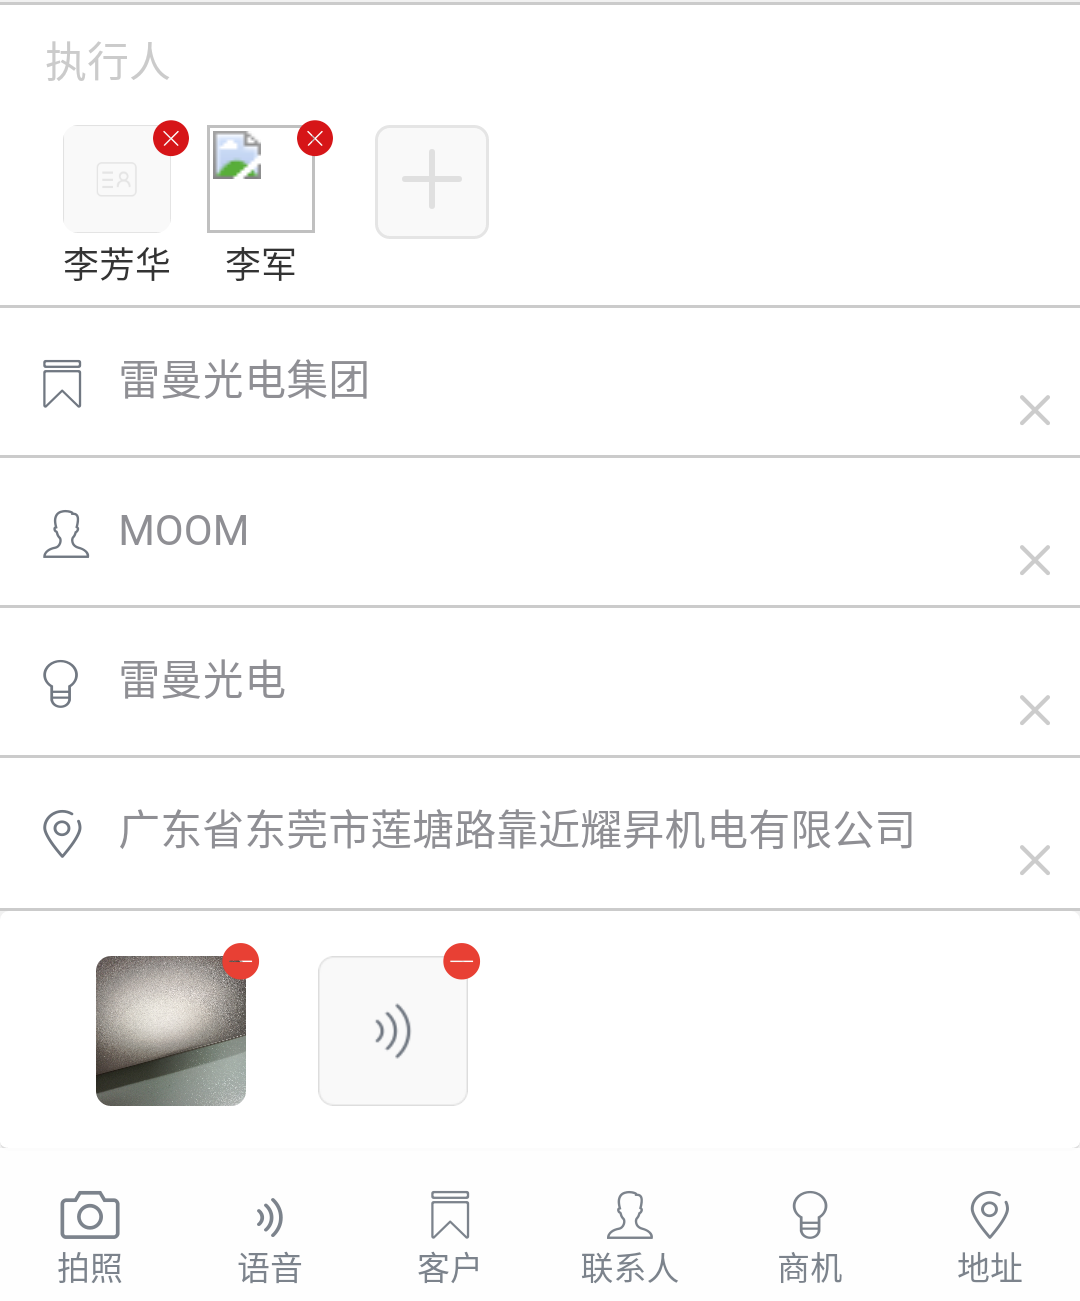 执行人
李芳华 李军
雷曼光电集团
MOOM
雷曼光电
广东省东莞市莲塘路靠近耀昇机电有限公司
拍照 语音 客户 联系人 商机 地址